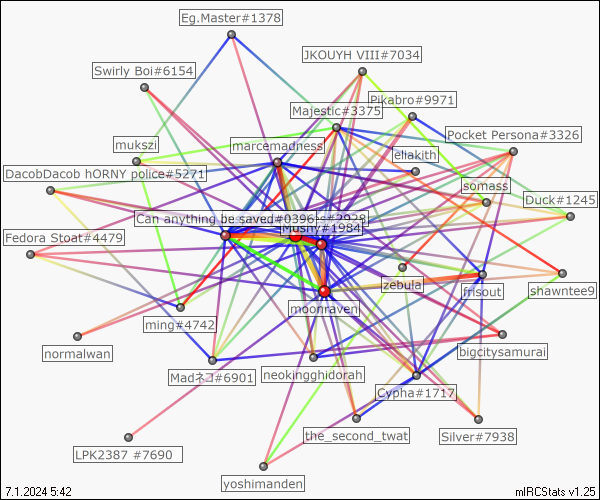 Eg.Master#1378
JKOUYH VIII#7034
Swirly Boi#6154
Pikabro#9971
Majestic#3375
Pocket Persona#3326
mukszi
marcemadness
eliakith
DacobDacob hORNY police#5271
somass
Duck#1245
Can anything be saved#0396
#2928
Mushy#1984
Fedora Stoat#4479
zebula
frisout
shawntee9
moonraven
ming#4742
normalwan
bigcitysamurai
Madネコ#6901
neokingghidorah
Cypha#1717
the_second_twat
Silver#7938
LPK2387 #7690
yoshimanden
7.1.2024 5:42
mIRCStats v1.25